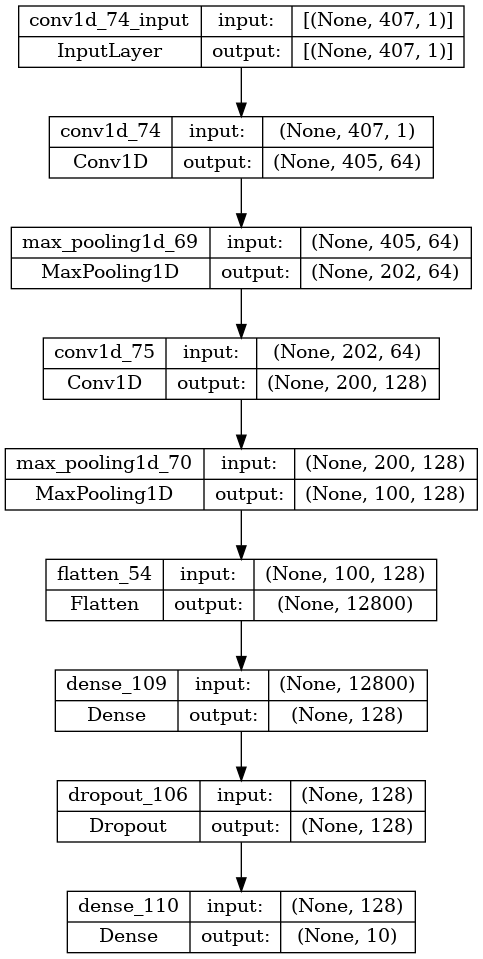 conv1d_74_input input: [(None, 407, 1)]
InputLayer output: [(None, 407, 1)]
conv1d_74 input: (None, 407, 1)
Conv1D output: (None, 405, 64)
max_pooling1d_69 input: (None, 405, 64)
MaxPooling1D output: (None, 202, 64)
conv1d_75 input: (None, 202, 64)
Conv1D output: (None, 200, 128)
max_pooling1d_70 input: (None, 200, 128)
MaxPooling1D output: (None, 100, 128)
flatten_54 input: (None, 100, 128)
Flatten output: (None, 12800)
dense_109 input: (None, 12800)
Dense output: (None, 128)
dropout_106 input: (None, 128)
Dropout output: (None, 128)
dense_110 input: (None, 128)
Dense output: (None, 10)